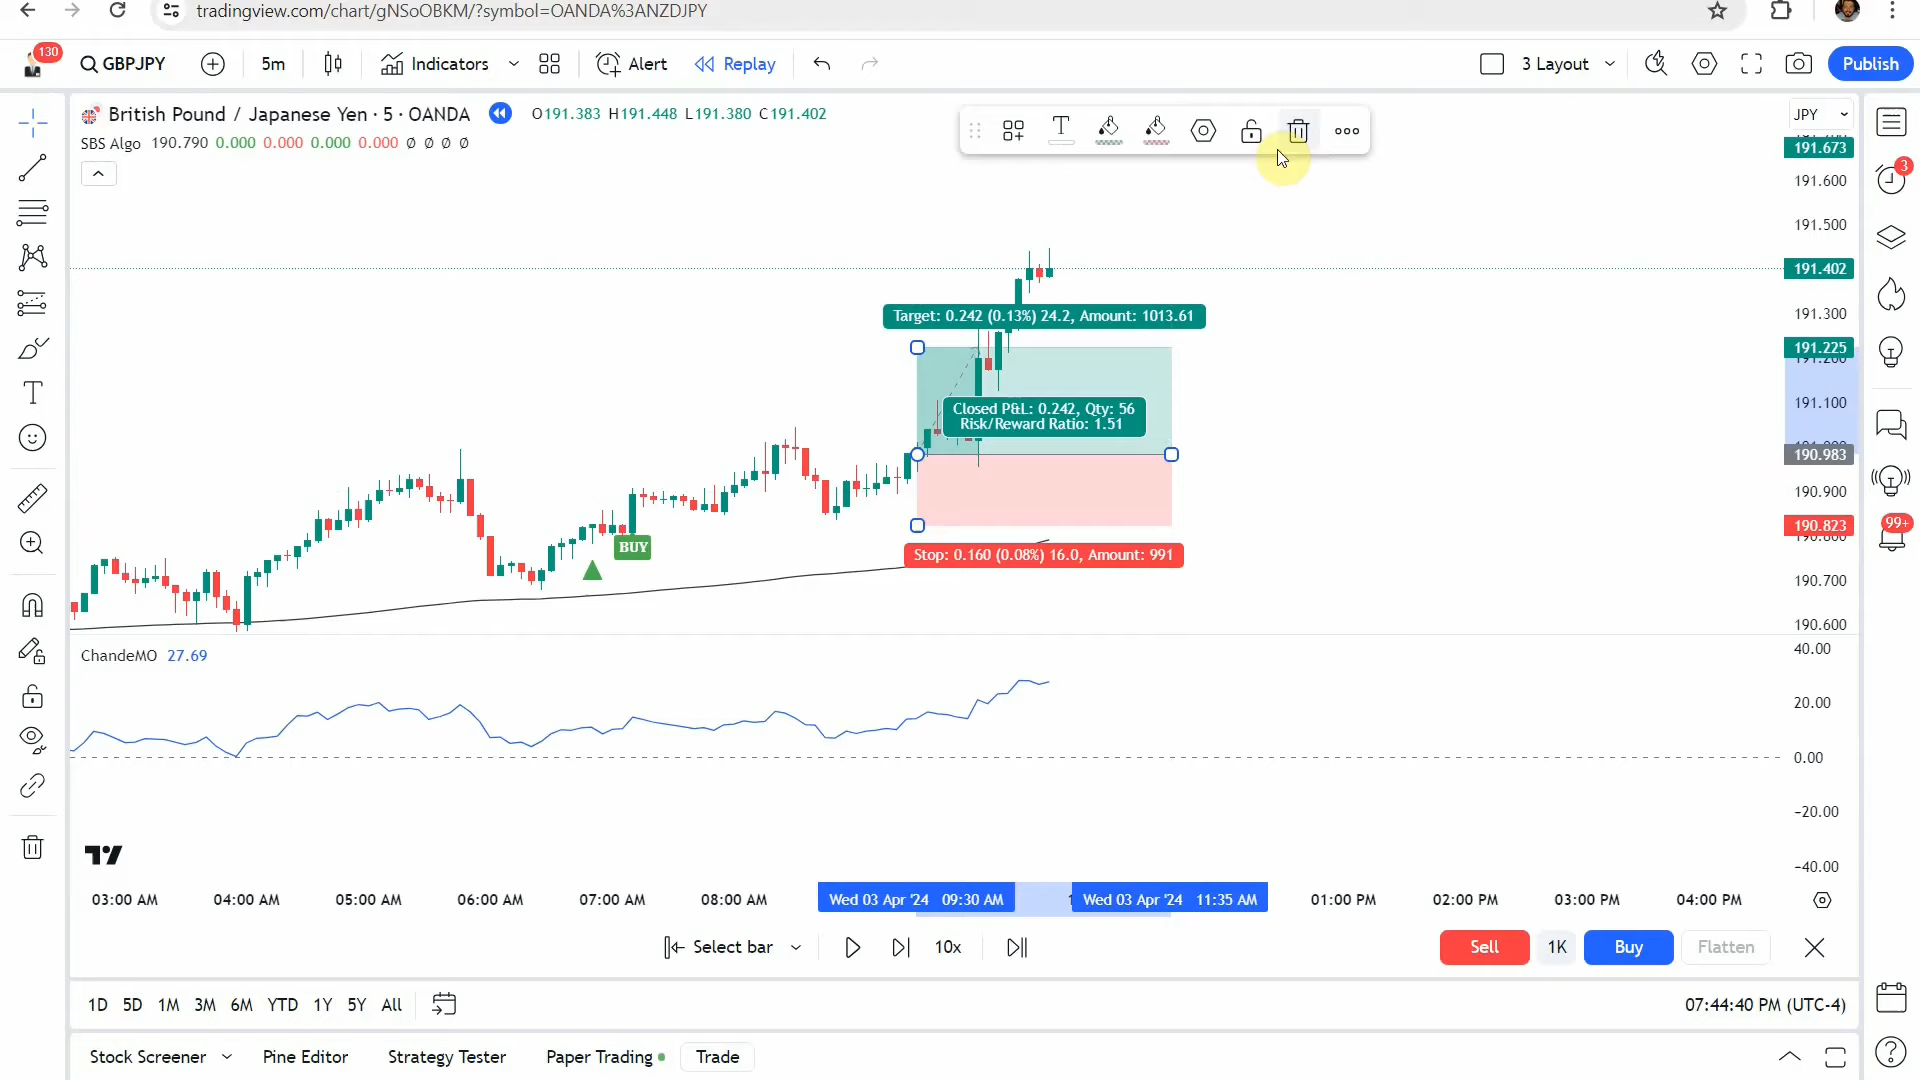 tradingview.com/chart/gNSoOBKM/?symbol=OANDA%3ANZDJPY
130
GBPJPY
5m
Indicators
Alert
Replay
3 Layout
Publish
British Pound / Japanese Yen · 5 · OANDA
O191.383 H191.448 L191.380 C191.402
JPY
SBS Algo 190.790 0.000 0.000 0.000 0.000 Ø Ø Ø Ø
191.673
3
191.600
191.500
191.402
Target: 0.242 (0.13%) 24.2, Amount: 1013.61
191.300
191.225
191.100
Closed P&L: 0.242, Qty: 56
Risk/Reward Ratio: 1.51
190.983
190.900
190.823
99+
BUY
Stop: 0.160 (0.08%) 16.0, Amount: 991
190.700
190.600
ChandeMO 27.69
40.00
20.00
0.00
-20.00
-40.00
03:00 AM 04:00 AM 05:00 AM 06:00 AM 07:00 AM 08:00 AM Wed 03 Apr '24 09:30 AM Wed 03 Apr '24 11:35 AM 01:00 PM 02:00 PM 03:00 PM 04:00 PM
Select bar
10x
Sell
1K
Buy
Flatten
1D 5D 1M 3M 6M YTD 1Y 5Y All
07:44:40 PM (UTC-4)
Stock Screener
Pine Editor
Strategy Tester
Paper Trading
Trade